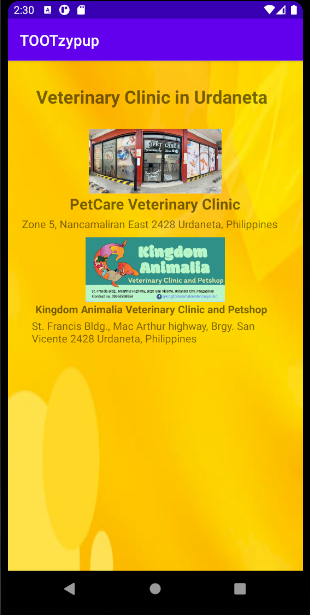 2:30
TOOTzypup
Veterinary Clinic in Urdaneta
PetCare Veterinary Clinic
Zone 5, Nancamaliran East 2428 Urdaneta, Philippines
Kingdom
Animalia
Veterinary Clinic and Petshop
Kingdom Animalia Veterinary Clinic and Petshop
St. Francis Bldg., Mac Arthur highway, Brgy. San
Vicente 2428 Urdaneta, Philippines